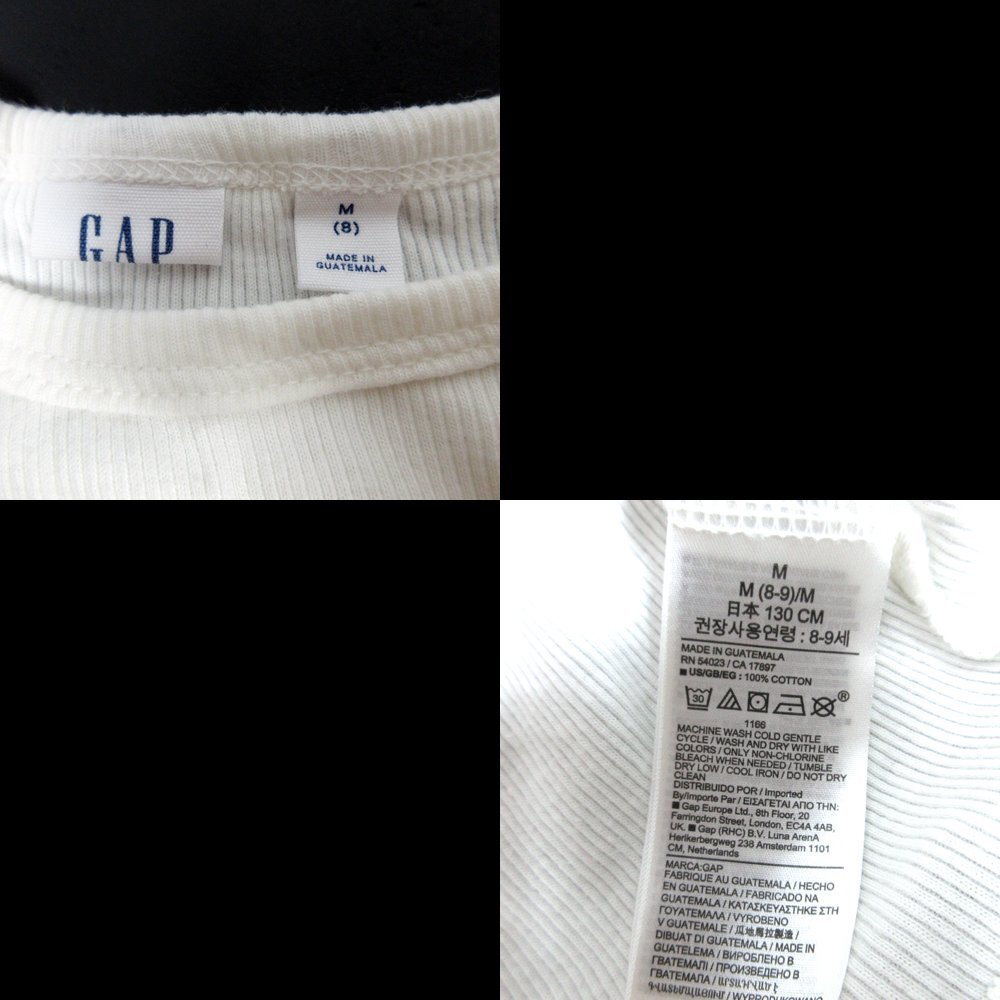 GAP
M
(8)
MADE IN
GUATEMALA
M
M (8-9)/M
日本 130 CM
권장사용연령 : 8-9세
MADE IN GUATEMALA
RN 54023 / CA 17897
■ US/GB/EG : 100% COTTON
30
®
1166
MACHINE WASH COLD GENTLE
CYCLE / WASH AND DRY WITH LIKE
COLORS / ONLY NON-CHLORINE
BLEACH WHEN NEEDED / TUMBLE
DRY LOW / COOL IRON / DO NOT DRY
CLEAN
DISTRIBUIDO POR / Imported
By/Importe Par / ΕΙΣΑΓΕΤΑΙ ΑΠΟ ΤΗΝ:
■ Gap Europe Ltd., 8th Floor, 20
Farringdon Street, London, EC4A 4AB,
UK. ■ Gap (RHC) B.V. Luna ArenA
Herikerbergweg 238 Amsterdam 1101
CM, Netherlands
MARCA:GAP
FABRIQUE AU GUATEMALA / HECHO
EN GUATEMALA / FABRICADO NA
GUATEMALA / ΚΑΤΑΣΚΕΥΑΣΤΗΚΕ ΣΤΗ
ΓΟΥΑΤΕΜΑΛΑ / VYROBENO
V GUATEMALE / 瓜地馬拉製造 /
DIBUAT DI GUATEMALA / MADE IN
GUATELEMA / ВИРОБЛЕНО В
ГВАТЕМАЛІ / ПРОИЗВЕДЕНО В
ГВАТЕМАЛА / ԱՐՏԱԴՐՎԱԾ Է
ԳՎԱՏԵՄԱԼԱՅՈՒՄ / WYPRODUKOWANO